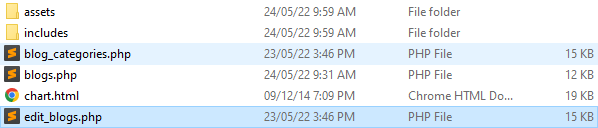 assets 24/05/22 9:59 AM File folder
includes 24/05/22 9:59 AM File folder
blog_categories.php 23/05/22 3:46 PM PHP File 15 KB
blogs.php 24/05/22 9:31 AM PHP File 12 KB
chart.html 09/12/14 7:09 PM Chrome HTML Do... 19 KB
edit_blogs.php 23/05/22 3:46 PM PHP File 15 KB